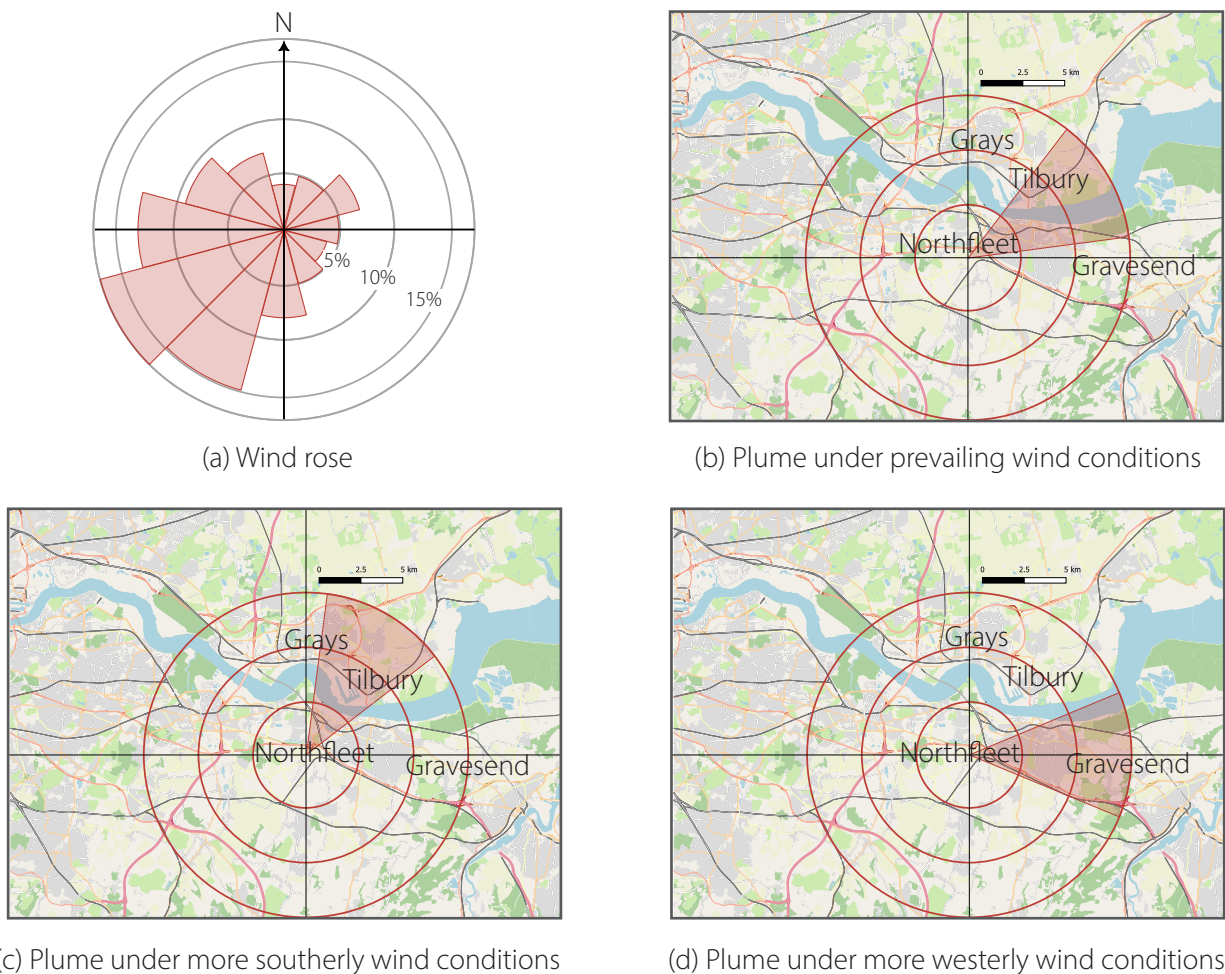 N
5%
10%
15%
(a) Wind rose
0 2.5 5 km
Grays
Tilbury
Northfleet
Gravesend
(b) Plume under prevailing wind conditions
0 2.5 5 km
Grays
Tilbury
Northfleet
Gravesend
(c) Plume under more southerly wind conditions
0 2.5 5 km
Grays
Tilbury
Northfleet
Gravesend
(d) Plume under more westerly wind conditions